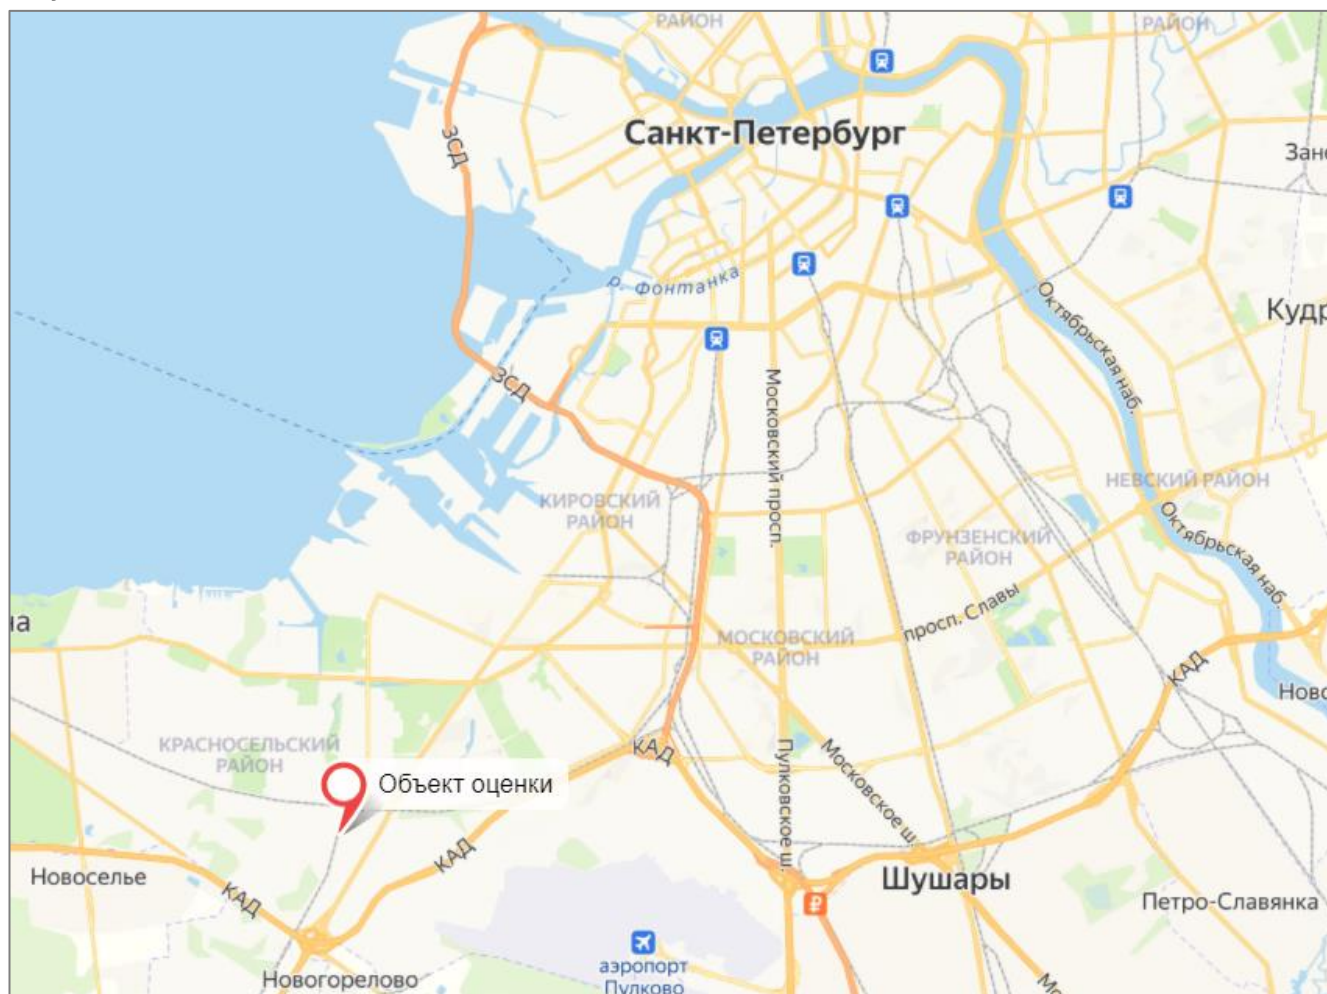 РАЙОН
РАЙОН
ЗСД
Санкт-Петербург
Зан
р. Фонтанка
Октябрьская наб.
Кудр
ЗСД
Московский просп.
КИРОВСКИЙ
РАЙОН
НЕВСКИЙ РАЙОН
Октябрьская наб.
ФРУНЗЕНСКИЙ
РАЙОН
просп. Славы
на
МОСКОВСКИЙ
РАЙОН
КАД
Ново
КРАСНОСЕЛЬСКИЙ
РАЙОН
КАД
Объект оценки
Пулковское ш.
Московское ш.
КАД
Новоселье
КАД
Шушары
Петро-Славянка
₽
Новогорелово
аэропорт
Пулково
Мо